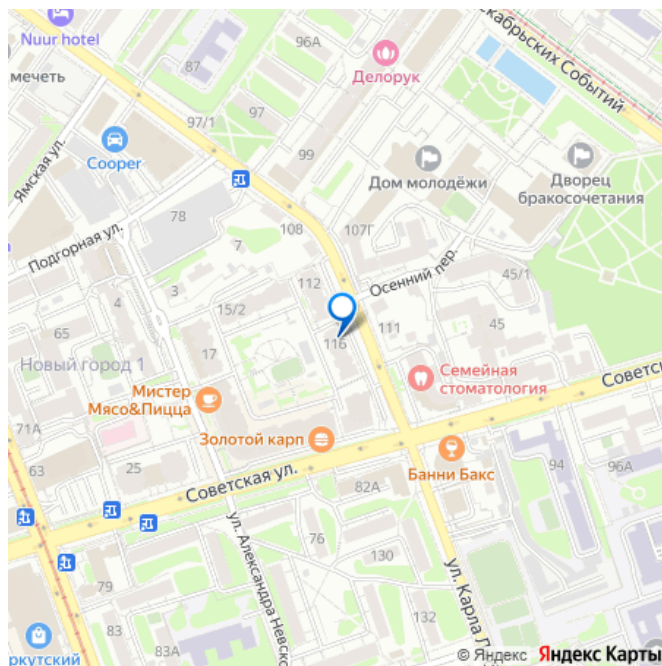 Nuur hotel
96А
кабрьских Событий
87
мечеть
Делорук
97
97/1
Cooper
99
Ямская ул.
Дом молодёжи
Дворец
бракосочетания
78
108
107Г
7
Подгорная ул.
Осенний пер.
45/1
112
3
4
15/2
65
116
111
45
17
Новый город 1
Семейная
стоматология
Советс
Мистер
Мясо&Пицца
71А
Золотой карп
63
25
Советская ул.
Банни Бакс
94
96А
82А
76
130
ул. Александра Невско
ул. Карла Л
79
83
83А
132
ркутский
© Яндекс Яндекс Карты